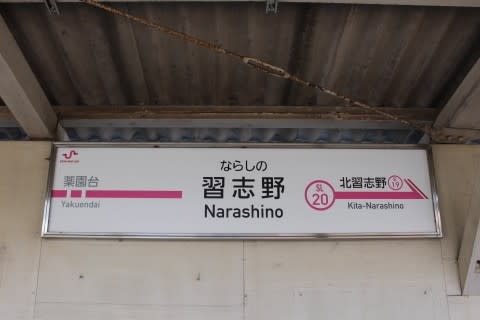 薬園台
Yakuendai
ならしの
習志野
Narashino
SL
20
北習志野
SL
19
Kita-Narashino